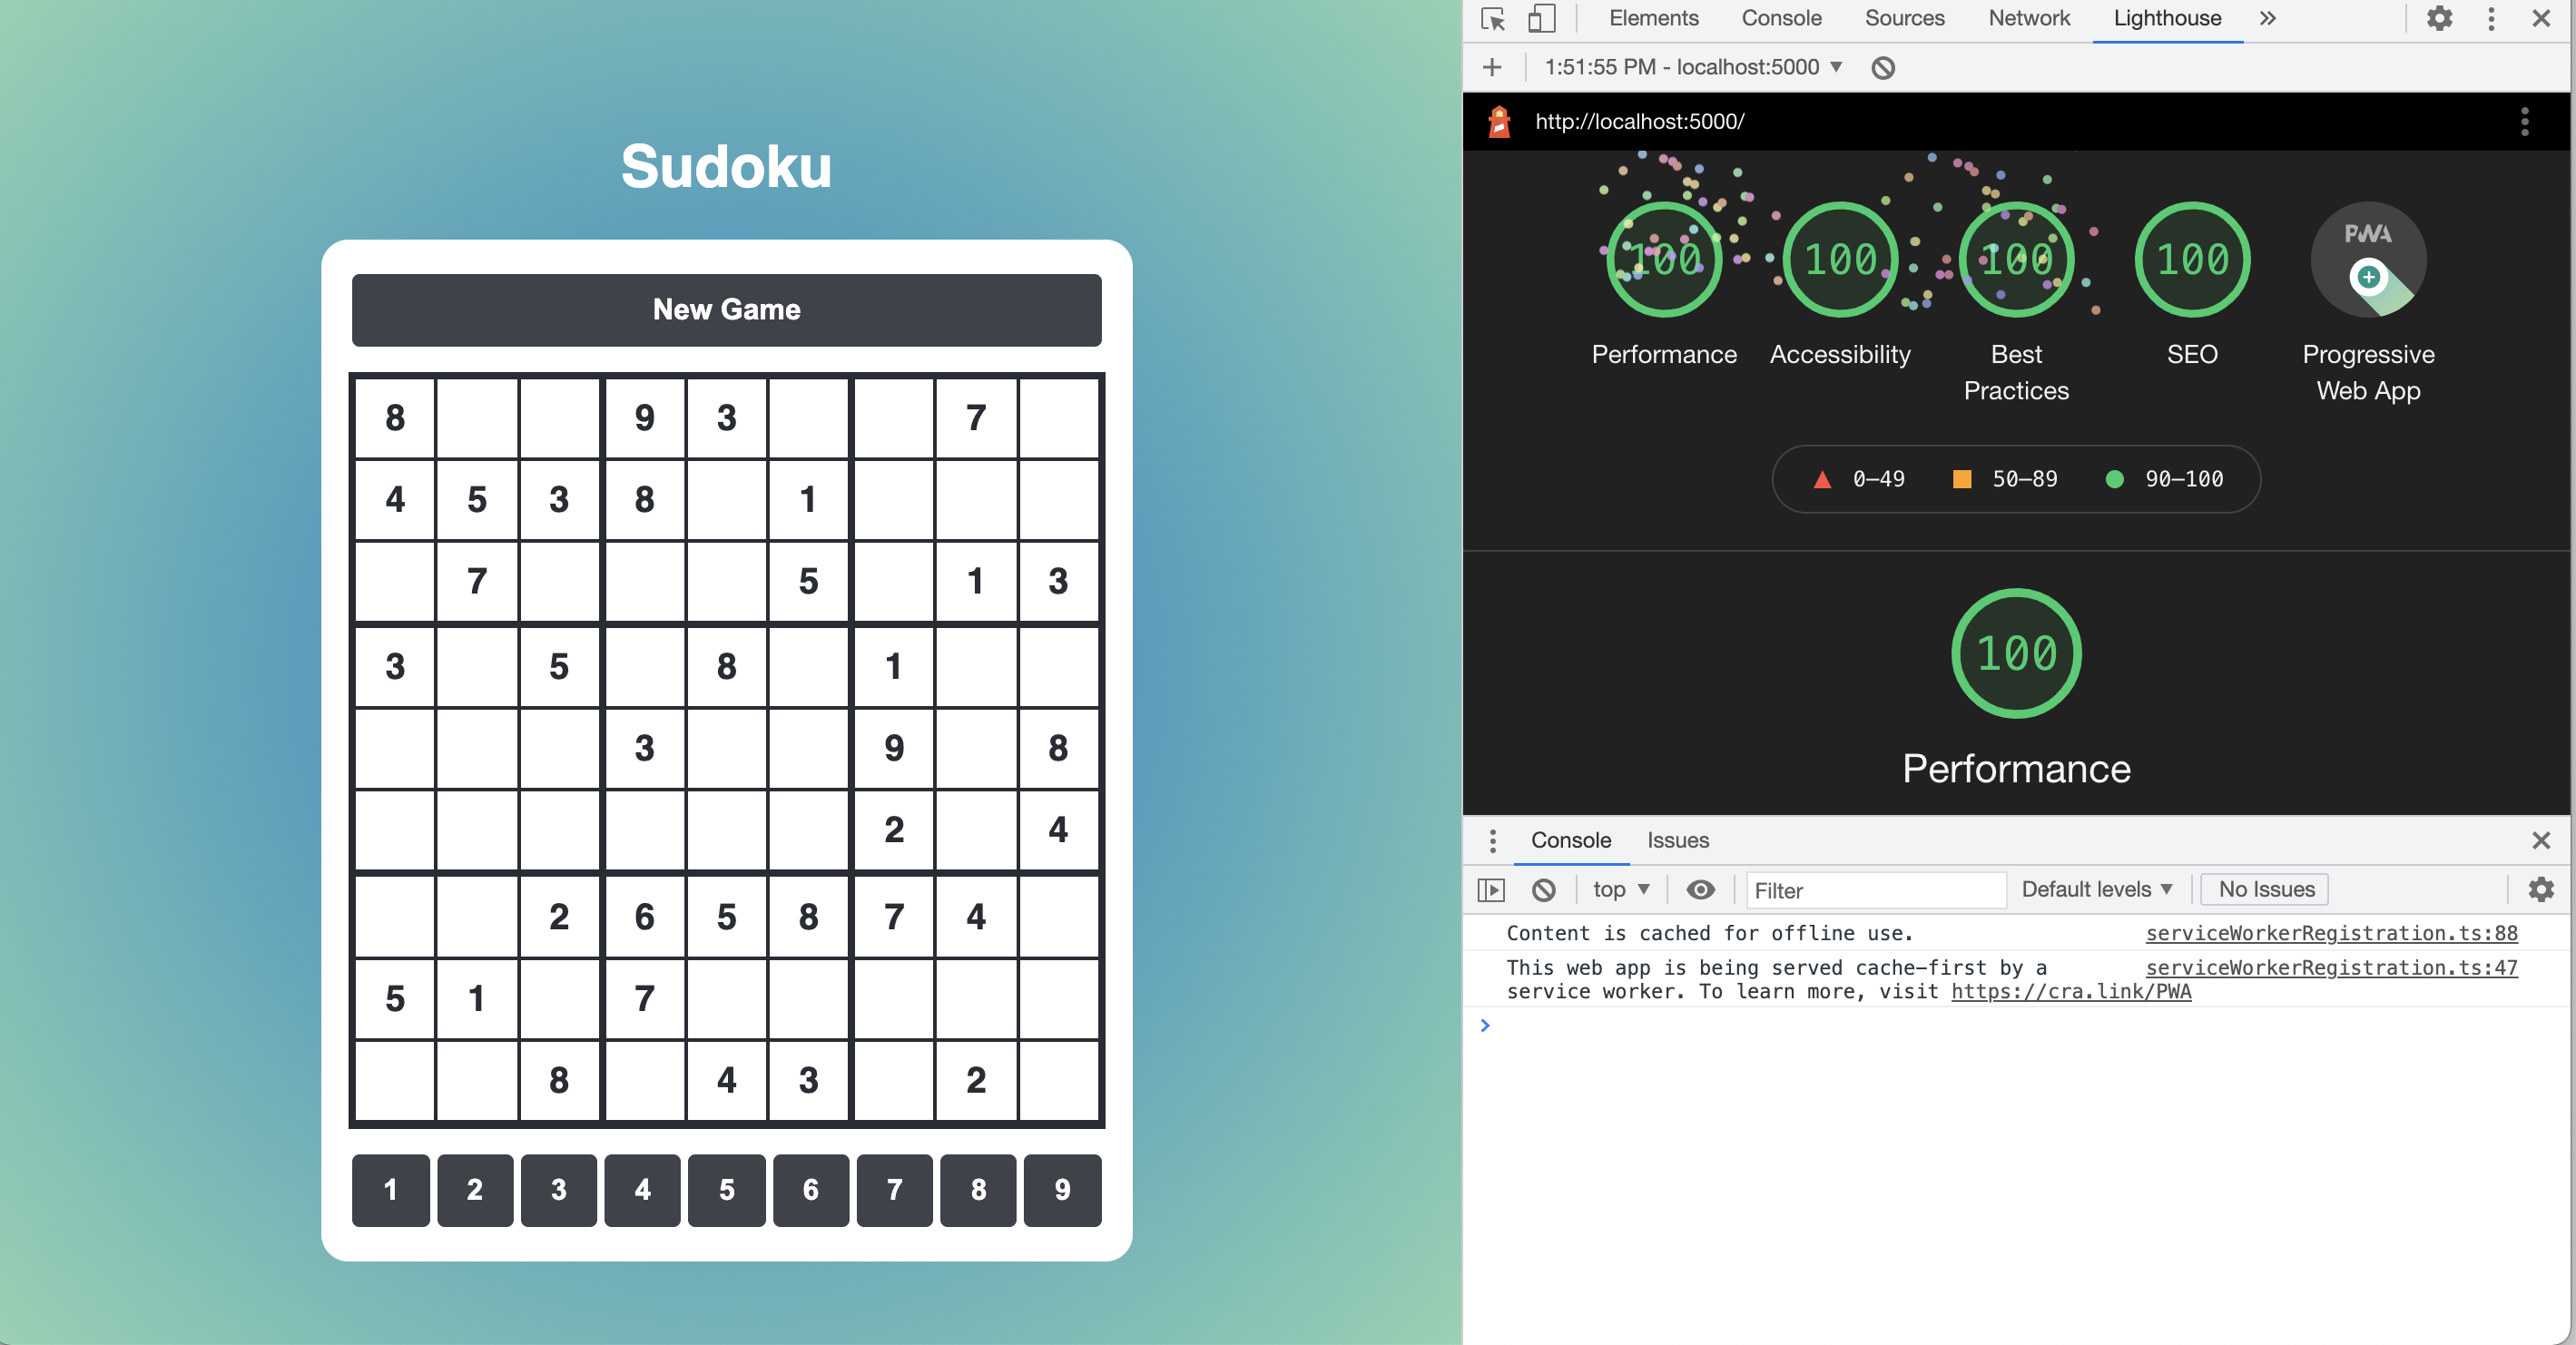 Sudoku
New Game
8 9 3 7
4 5 3 8 1
7 5 1 3
3 5 8 1
3 9 8
2 4
2 6 5 8 7 4
5 1 7
8 4 3 2
1 2 3 4 5 6 7 8 9
Elements Console Sources Network Lighthouse »
1:51:55 PM - localhost:5000
http://localhost:5000/
100 100 100 100 PWA
Performance Accessibility Best Practices SEO Progressive Web App
0–49 50–89 90–100
100
Performance
Console Issues
top Filter Default levels No Issues
Content is cached for offline use. serviceWorkerRegistration.ts:88
This web app is being served cache-first by a serviceWorkerRegistration.ts:47
service worker. To learn more, visit https://cra.link/PWA